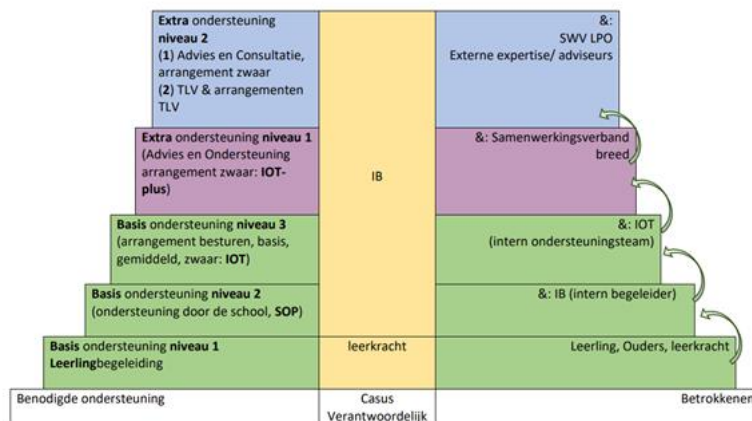 Extra ondersteuning
niveau 2
(1) Advies en Consultatie,
arrangement zwaar
(2) TLV & arrangementen
TLV
&:
SWV LPO
Externe expertise/ adviseurs
Extra ondersteuning niveau 1
(Advies en Ondersteuning
arrangement zwaar: IOT-
plus)
IB
&: Samenwerkingsverband
breed
Basis ondersteuning niveau 3
(arrangement besturen, basis,
gemiddeld, zwaar: IOT)
&: IOT
(intern ondersteuningsteam)
Basis ondersteuning niveau 2
(ondersteuning door de school, SOP)
&: IB (intern begeleider)
Basis ondersteuning niveau 1
Leerlingbegeleiding
leerkracht
Leerling, Ouders, leerkracht
Benodigde ondersteuning
Casus
Verantwoordelijk
Betrokkenen